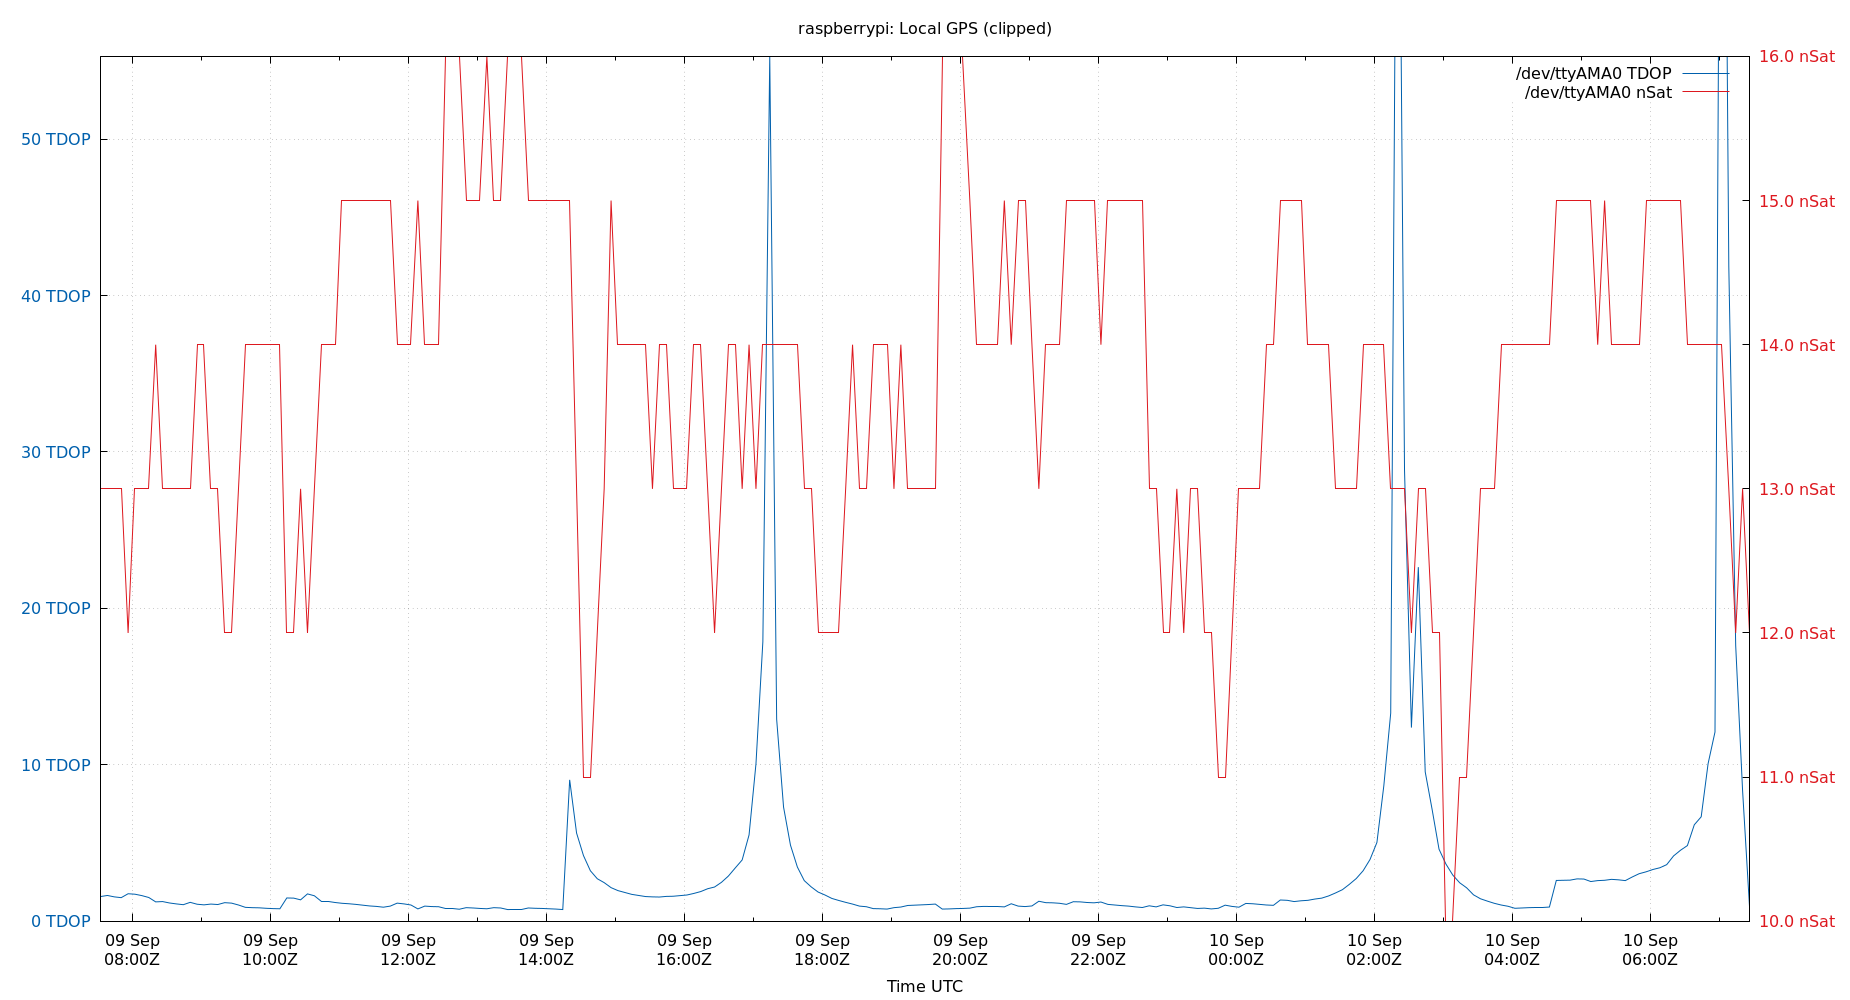 raspberrypi: Local GPS (clipped)
/dev/ttyAMA0 TDOP
/dev/ttyAMA0 nSat
50 TDOP
40 TDOP
30 TDOP
20 TDOP
10 TDOP
0 TDOP
16.0 nSat
15.0 nSat
14.0 nSat
13.0 nSat
12.0 nSat
11.0 nSat
10.0 nSat
09 Sep 09 Sep 09 Sep 09 Sep 09 Sep 09 Sep 09 Sep 09 Sep 10 Sep 10 Sep 10 Sep 10 Sep
08:00Z 10:00Z 12:00Z 14:00Z 16:00Z 18:00Z 20:00Z 22:00Z 00:00Z 02:00Z 04:00Z 06:00Z
Time UTC